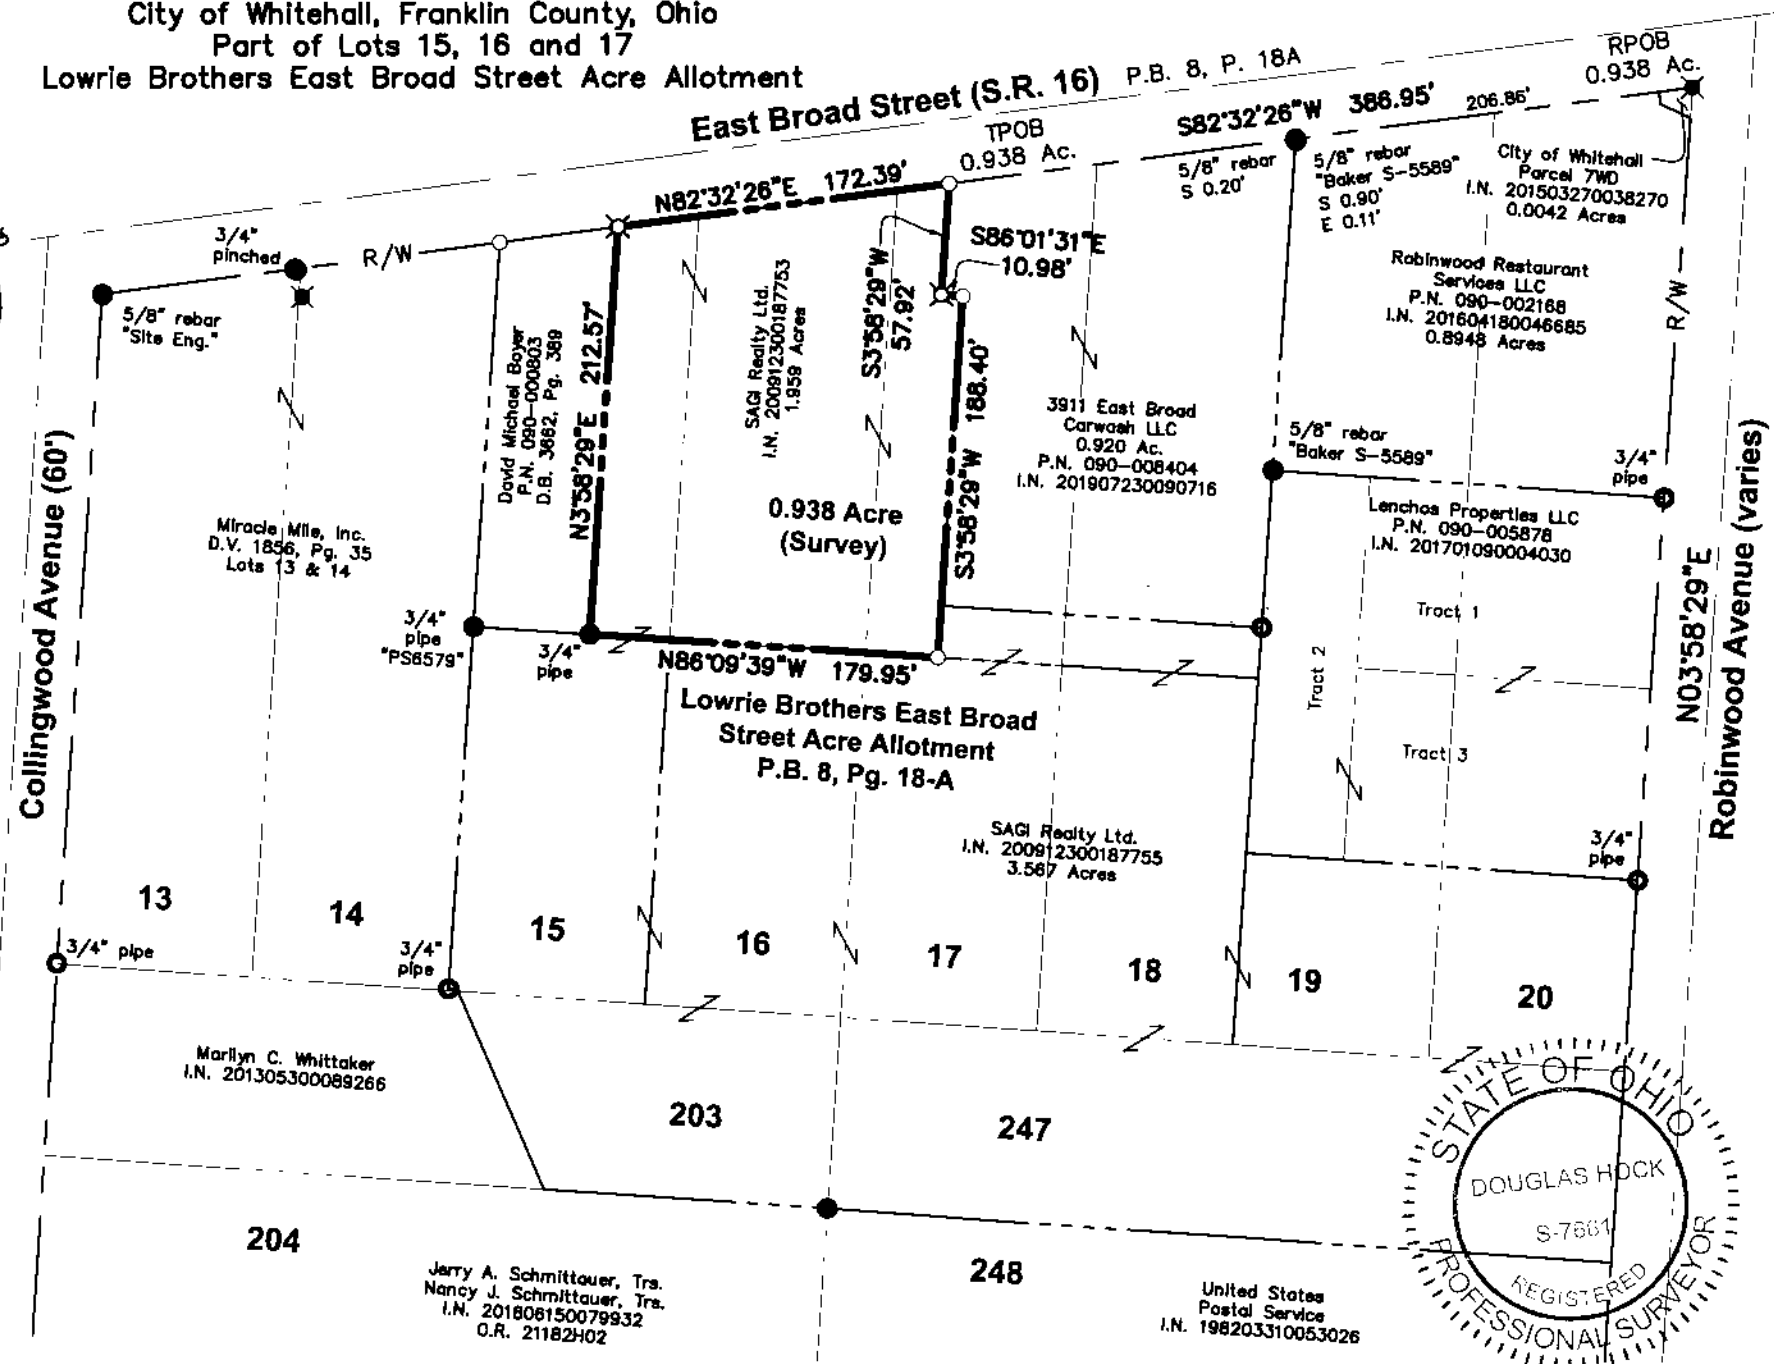 City of Whitehall, Franklin County, Ohio
Part of Lots 15, 16 and 17
Lowrie Brothers East Broad Street Acre Allotment
East Broad Street (S.R. 16)
P.B. 8, P. 18A
RPOB
0.938 Ac.
TPOB
0.938 Ac.
S82°32'26"W 386.95'
206.86'
N82°32'26"E 172.39'
5/8" rebar
S 0.20'
5/8" rebar
"Baker S-5589"
S 0.90'
E 0.11'
City of Whitehall
Parcel 7WD
I.N. 201503270038270
0.0042 Acres
3/4"
pinched
R/W
5/8" rebar
"Site Eng."
S86°01'31"E
10.98'
S3°58'29"W
57.92'
Robinwood Restaurant
Services LLC
P.N. 090-002168
I.N. 201604180046685
0.8948 Acres
R/W
David Michael Boyer
P.N. 090-000803
D.B. 3662, Pg. 389
N3°58'29"E 212.57'
SAGI Realty Ltd.
I.N. 200912300187753
1.959 Acres
S3°58'29"W 188.40'
3911 East Broad
Carwash LLC
0.920 Ac.
P.N. 090-008404
I.N. 201907230090716
5/8" rebar
"Baker S-5589"
3/4"
pipe
0.938 Acre
(Survey)
Miracle Mile, Inc.
D.V. 1856, Pg. 35
Lots 13 & 14
Lenchos Properties LLC
P.N. 090-005878
I.N. 201701090004030
Collingwood Avenue (60')
N03°58'29"E
Robinwood Avenue (varies)
Tract 1
Tract 2
Tract 3
3/4"
pipe
"PS6579"
3/4"
pipe
N86°09'39"W 179.95'
Lowrie Brothers East Broad
Street Acre Allotment
P.B. 8, Pg. 18-A
SAGI Realty Ltd.
I.N. 200912300187755
3.567 Acres
3/4"
pipe
13
14
15
16
17
18
19
20
3/4" pipe
3/4"
pipe
Marilyn C. Whittaker
I.N. 201305300089266
203
247
204
248
Jerry A. Schmittauer, Trs.
Nancy J. Schmittauer, Trs.
I.N. 201806150079932
O.R. 21182H02
United States
Postal Service
I.N. 198203310053026
STATE OF OHIO
DOUGLAS HOCK
S-7661
REGISTERED
PROFESSIONAL SURVEYOR